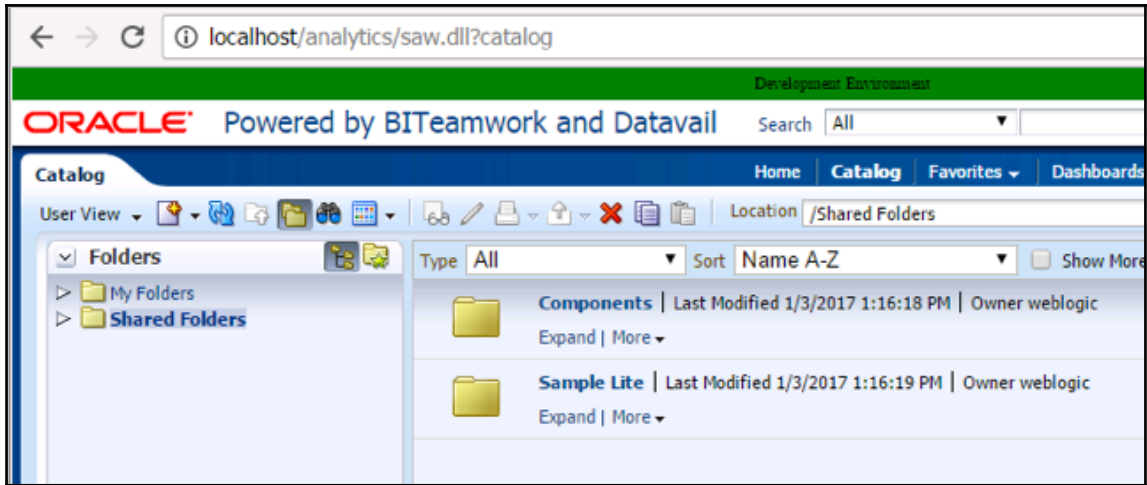 localhost/analytics/saw.dll?catalog
Development Environment
ORACLE Powered by BITeamwork and Datavail Search All
Catalog Home Catalog Favorites Dashboards
User View Location /Shared Folders
Folders Type All Sort Name A-Z Show More
My Folders
Shared Folders
Components | Last Modified 1/3/2017 1:16:18 PM | Owner weblogic
Expand | More
Sample Lite | Last Modified 1/3/2017 1:16:19 PM | Owner weblogic
Expand | More